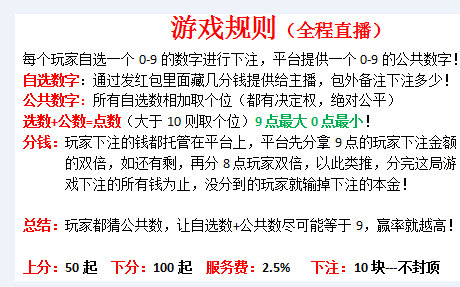 游戏规则（全程直播）
每个玩家自选一个 0-9 的数字进行下注，平台提供一个 0-9 的公共数字！
自选数字：通过发红包里面藏几分钱提供给主播，包外备注下注多少！
公共数字：所有自选数相加取个位（都有决定权，绝对公平）
选数+公数=点数（大于 10 则取个位）9 点最大 0 点最小！
分钱：玩家下注的钱都托管在平台上，平台先分拿 9 点的玩家下注金额
的双倍，如还有剩，再分 8 点玩家双倍，以此类推，分完这局游
戏下注的所有钱为止，没分到的玩家就输掉下注的本金！
总结：玩家都猜公共数，让自选数+公共数尽可能等于 9，赢率就越高！
上分：50 起 下分：100 起 服务费：2.5% 下注：10 块---不封顶